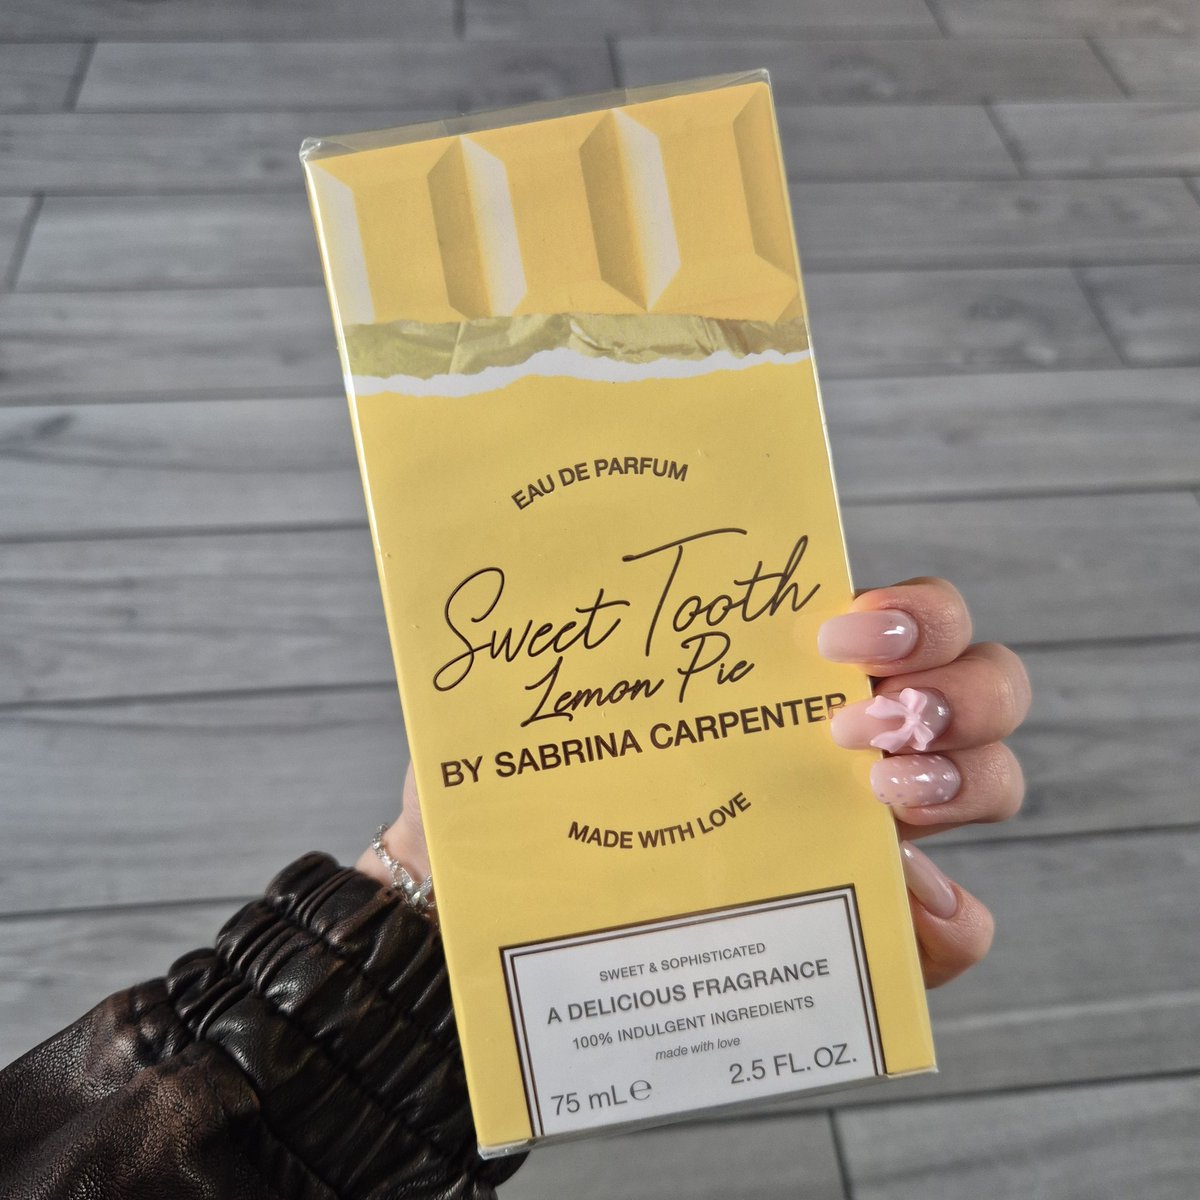 EAU DE PARFUM
Sweet Tooth
Lemon Pie
BY SABRINA CARPENTER
MADE WITH LOVE
SWEET & SOPHISTICATED
A DELICIOUS FRAGRANCE
100% INDULGENT INGREDIENTS
made with love
75 mL ℮ 2.5 FL.OZ.